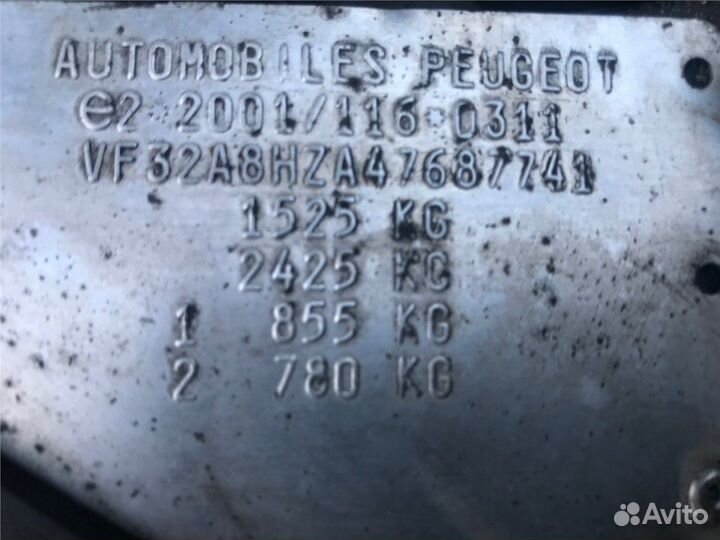 AUTOMOBILES PEUGEOT
e2*2001/116*0311
VF32A8HZA47687741
1525 KG
2425 KG
1 855 KG
2 780 KG
Avito